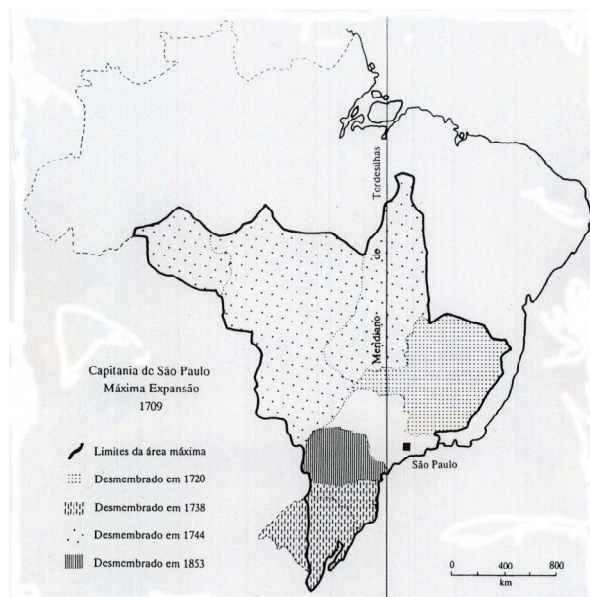 Meridiano de Tordesilhas
Capitania de São Paulo
Máxima Expansão
1709
Limites da área máxima
Desmembrado em 1720
Desmembrado em 1738
Desmembrado em 1744
Desmembrado em 1853
São Paulo
0 400 800
km